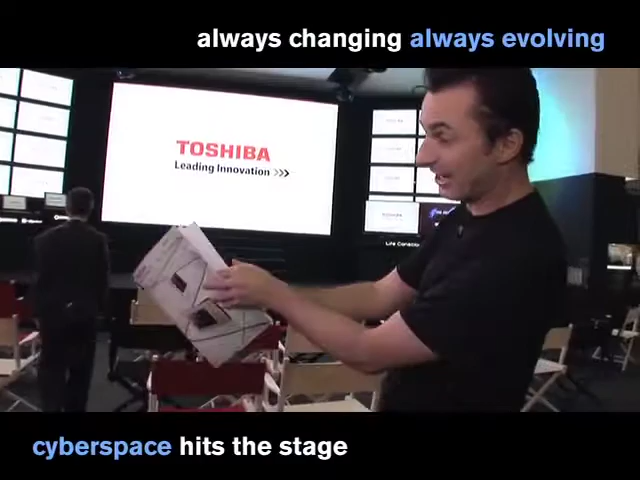 always changing always evolving
TOSHIBA
Leading Innovation >>>
cyberspace hits the stage